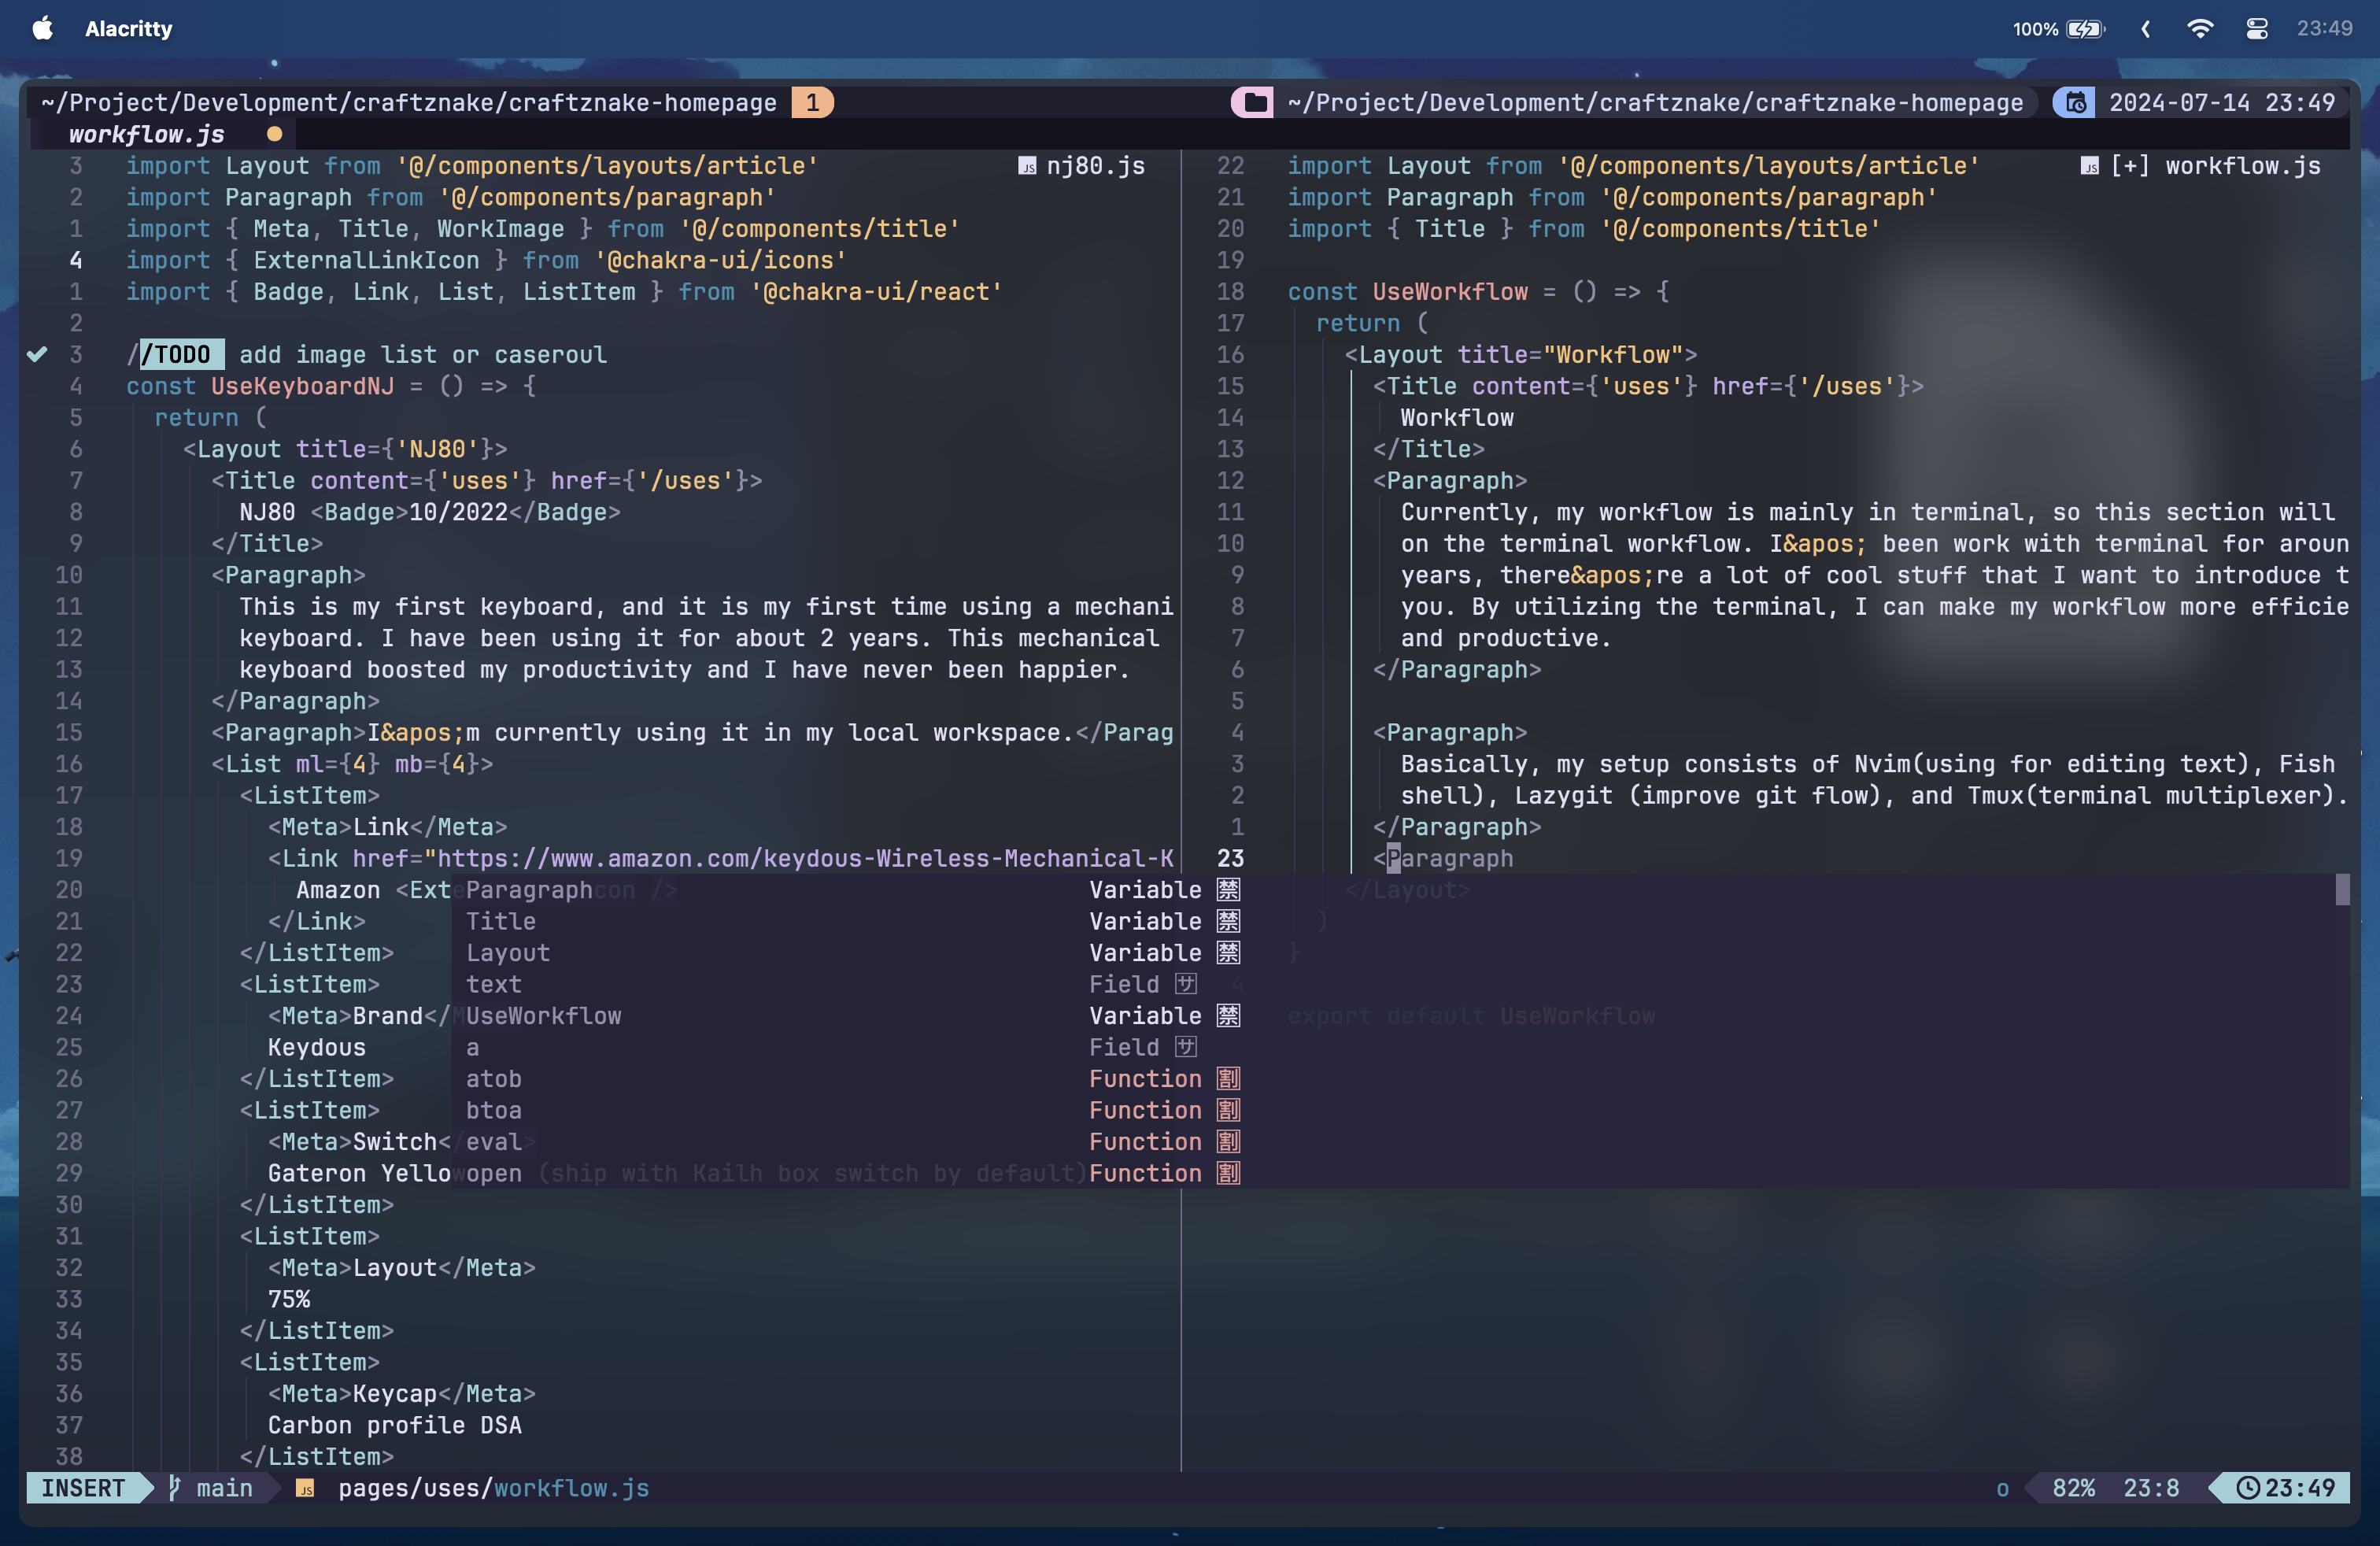 Alacritty
100%
23:49
~/Project/Development/craftznake/craftznake-homepage 1
~/Project/Development/craftznake/craftznake-homepage 2024-07-14 23:49
workflow.js
3 import Layout from '@/components/layouts/article' JS nj80.js
2 import Paragraph from '@/components/paragraph'
1 import { Meta, Title, WorkImage } from '@/components/title'
4 import { ExternalLinkIcon } from '@chakra-ui/icons'
1 import { Badge, Link, List, ListItem } from '@chakra-ui/react'
2
3 //TODO add image list or caseroul
4 const UseKeyboardNJ = () => {
5 return (
6 <Layout title={'NJ80'}>
7 <Title content={'uses'} href={'/uses'}>
8 NJ80 <Badge>10/2022</Badge>
9 </Title>
10 <Paragraph>
11 This is my first keyboard, and it is my first time using a mechani
12 keyboard. I have been using it for about 2 years. This mechanical
13 keyboard boosted my productivity and I have never been happier.
14 </Paragraph>
15 <Paragraph>I&apos;m currently using it in my local workspace.</Parag
16 <List ml={4} mb={4}>
17 <ListItem>
18 <Meta>Link</Meta>
19 <Link href="https://www.amazon.com/keydous-Wireless-Mechanical-K
20 Amazon <Exte
21 </Link>
22 </ListItem>
23 <ListItem>
24 <Meta>Brand</
25 Keydous
26 </ListItem>
27 <ListItem>
28 <Meta>Switch<
29 Gateron Yellow (ship with Kailh box switch by default)
30 </ListItem>
31 <ListItem>
32 <Meta>Layout</Meta>
33 75%
34 </ListItem>
35 <ListItem>
36 <Meta>Keycap</Meta>
37 Carbon profile DSA
38 </ListItem>
22 import Layout from '@/components/layouts/article' JS [+] workflow.js
21 import Paragraph from '@/components/paragraph'
20 import { Title } from '@/components/title'
19
18 const UseWorkflow = () => {
17 return (
16 <Layout title="Workflow">
15 <Title content={'uses'} href={'/uses'}>
14 Workflow
13 </Title>
12 <Paragraph>
11 Currently, my workflow is mainly in terminal, so this section will
10 on the terminal workflow. I&apos; been work with terminal for aroun
9 years, there&apos;re a lot of cool stuff that I want to introduce t
8 you. By utilizing the terminal, I can make my workflow more efficie
7 and productive.
6 </Paragraph>
5
4 <Paragraph>
3 Basically, my setup consists of Nvim(using for editing text), Fish
2 shell), Lazygit (improve git flow), and Tmux(terminal multiplexer).
1 </Paragraph>
23 <Paragraph
</Layout>
)
}
4
export default UseWorkflow
Paragraph Variable 禁
Title Variable 禁
Layout Variable 禁
text Field サ
UseWorkflow Variable 禁
a Field サ
atob Function 割
btoa Function 割
eval Function 割
open Function 割
INSERT main JS pages/uses/workflow.js
o 82% 23:8 23:49